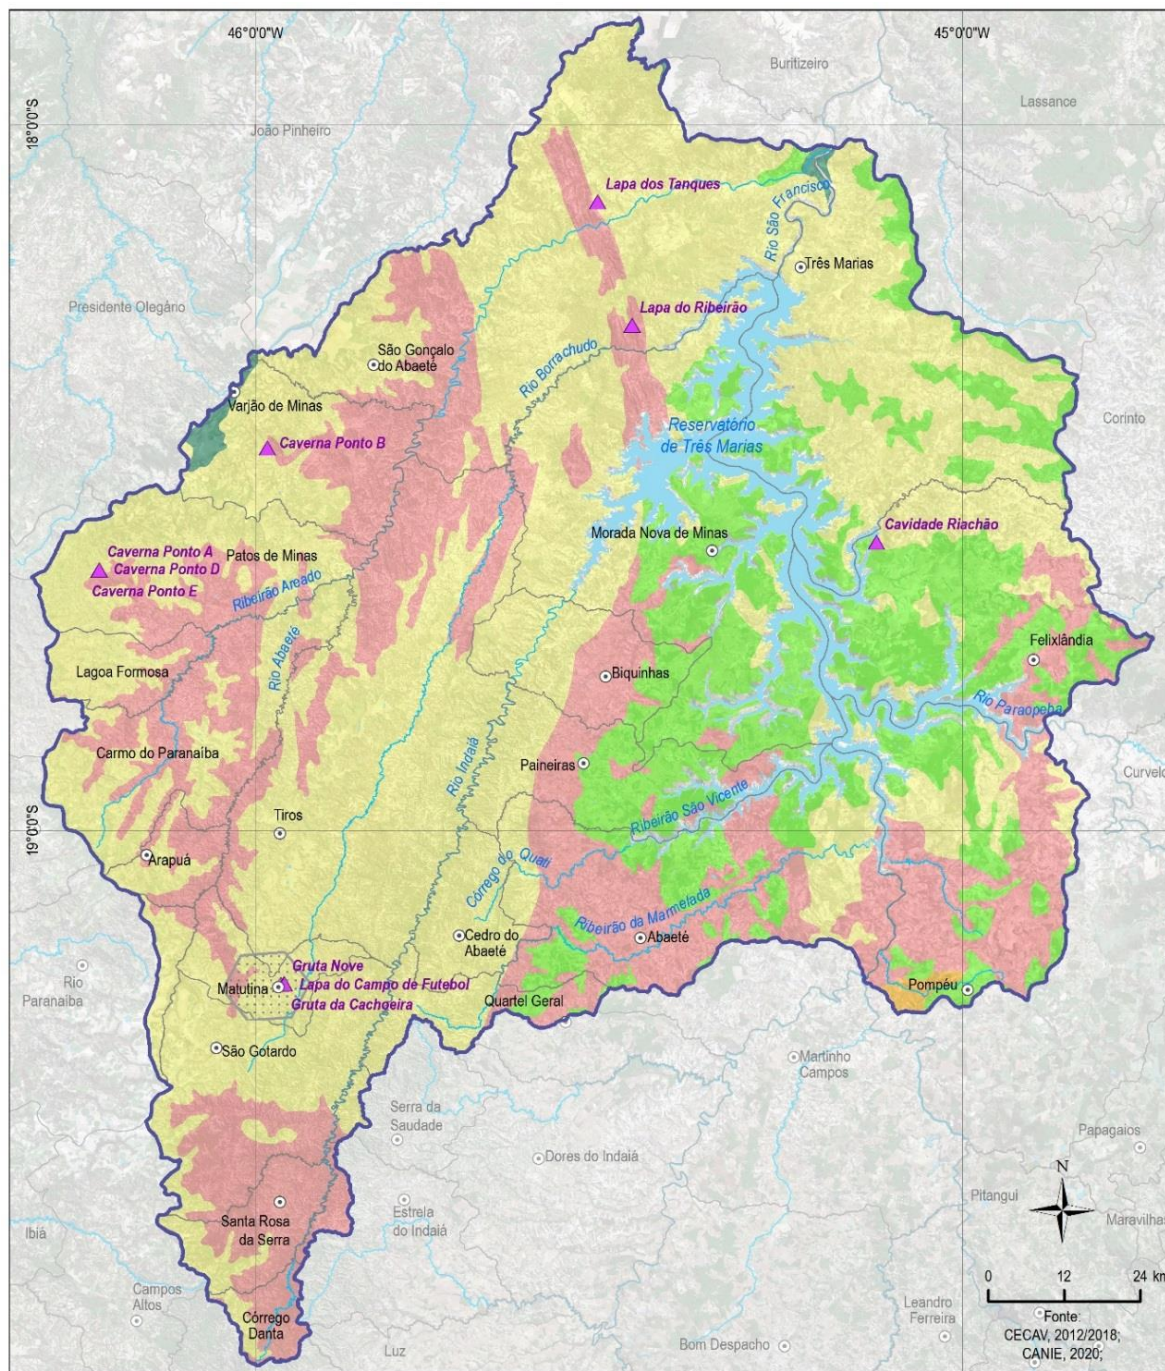 46°0'0"W
45°0'0"W
Buritizeiro
Lassance
18°0'0"S
João Pinheiro
Lapa dos Tanques
Rio São Francisco
Três Marias
Presidente Olegário
Lapa do Ribeirão
São Gonçalo
do Abaeté
Rio Borrachudo
Varjão de Minas
Corinto
Reservatório
de Três Marias
Caverna Ponto B
Cavidade Riachão
Morada Nova de Minas
Caverna Ponto A
Patos de Minas
Caverna Ponto D
Caverna Ponto E
Ribeirão Areado
Rio Abaeté
Felixlândia
Lagoa Formosa
Biquinhas
Rio Paraopeba
Carmo do Paranaíba
Rio Indaiá
Paineiras
Curvelo
Ribeirão São Vicente
Tiros
19°0'0"S
Arapuá
Córrego do Quati
Ribeirão da Marmelada
Cedro do
Abaeté
Abaeté
Gruta Nove
Rio
Paranaíba
Matutina
Lapa do Campo de Futebol
Gruta da Cachoeira
Quartel Geral
Pompéu
São Gotardo
Martinho
Campos
Serra da
Saudade
Papagaios
Dores do Indaiá
N
Pitangui
Santa Rosa
da Serra
Estrela
do Indaiá
Maravilhas
Ibiá
0 12 24 km
Campos
Altos
Córrego
Danta
Leandro
Ferreira
Fonte:
CECAV, 2012/2018;
CANIE, 2020;
Luz
Bom Despacho